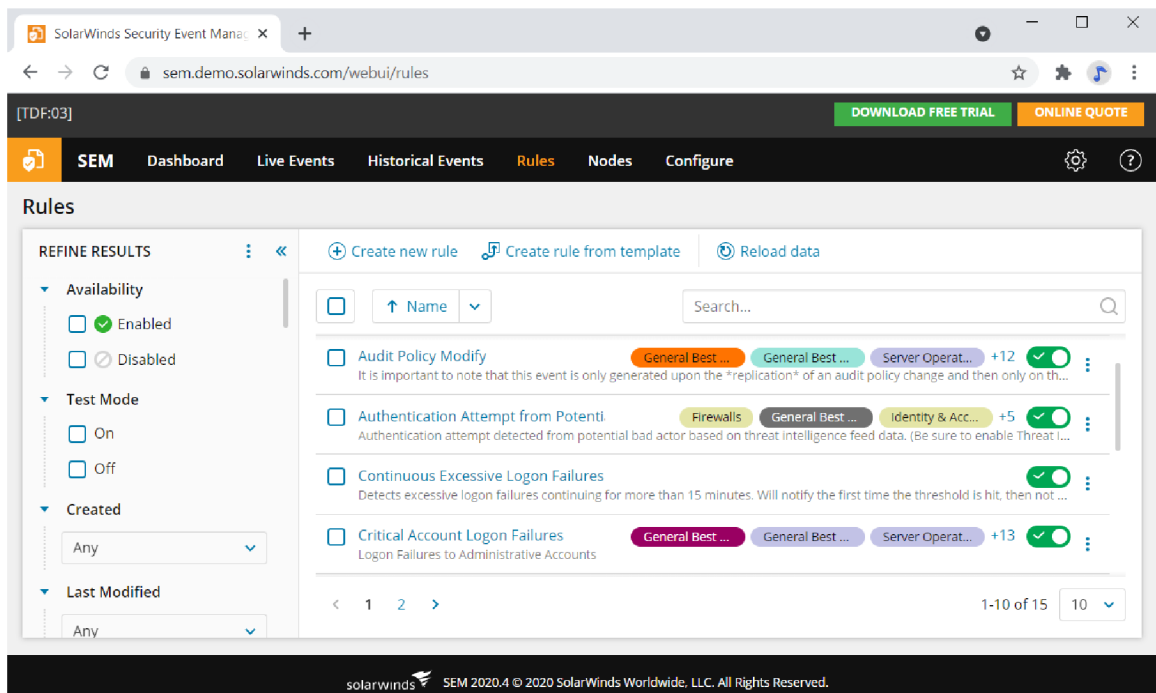 SolarWinds Security Event Manag
sem.demo.solarwinds.com/webui/rules
[TDF:03]
DOWNLOAD FREE TRIAL
ONLINE QUOTE
SEM Dashboard Live Events Historical Events Rules Nodes Configure
Rules
REFINE RESULTS
Availability
Enabled
Disabled
Test Mode
On
Off
Created
Any
Last Modified
Any
Create new rule Create rule from template Reload data
Name
Search...
Audit Policy Modify General Best ... General Best ... Server Operat... +12
It is important to note that this event is only generated upon the *replication* of an audit policy change and then only on th...
Authentication Attempt from Potenti Firewalls General Best ... Identity & Acc... +5
Authentication attempt detected from potential bad actor based on threat intelligence feed data. (Be sure to enable Threat I...
Continuous Excessive Logon Failures
Detects excessive logon failures continuing for more than 15 minutes. Will notify the first time the threshold is hit, then not ...
Critical Account Logon Failures General Best ... General Best ... Server Operat... +13
Logon Failures to Administrative Accounts
1 2
1-10 of 15 10
solarwinds SEM 2020.4 © 2020 SolarWinds Worldwide, LLC. All Rights Reserved.